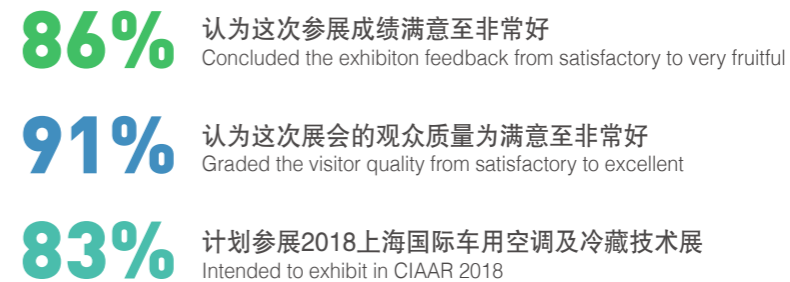 86%
认为这次参展成绩满意至非常好
Concluded the exhibiton feedback from satisfactory to very fruitful
91%
认为这次展会的观众质量为满意至非常好
Graded the visitor quality from satisfactory to excellent
83%
计划参展2018上海国际车用空调及冷藏技术展
Intended to exhibit in CIAAR 2018